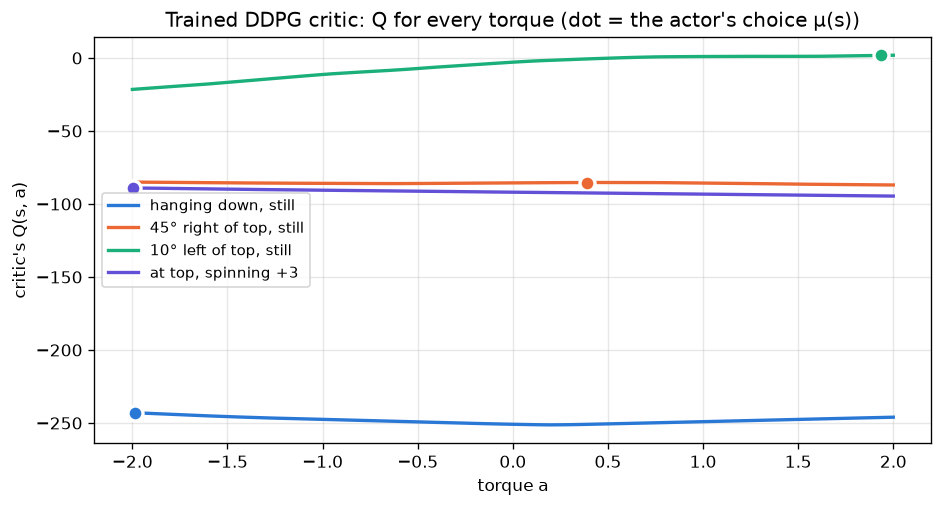 Trained DDPG critic: Q for every torque (dot = the actor's choice μ(s))
critic's Q(s, a)
0
−50
−100
−150
−200
−250
hanging down, still
45° right of top, still
10° left of top, still
at top, spinning +3
−2.0 −1.5 −1.0 −0.5 0.0 0.5 1.0 1.5 2.0
torque a